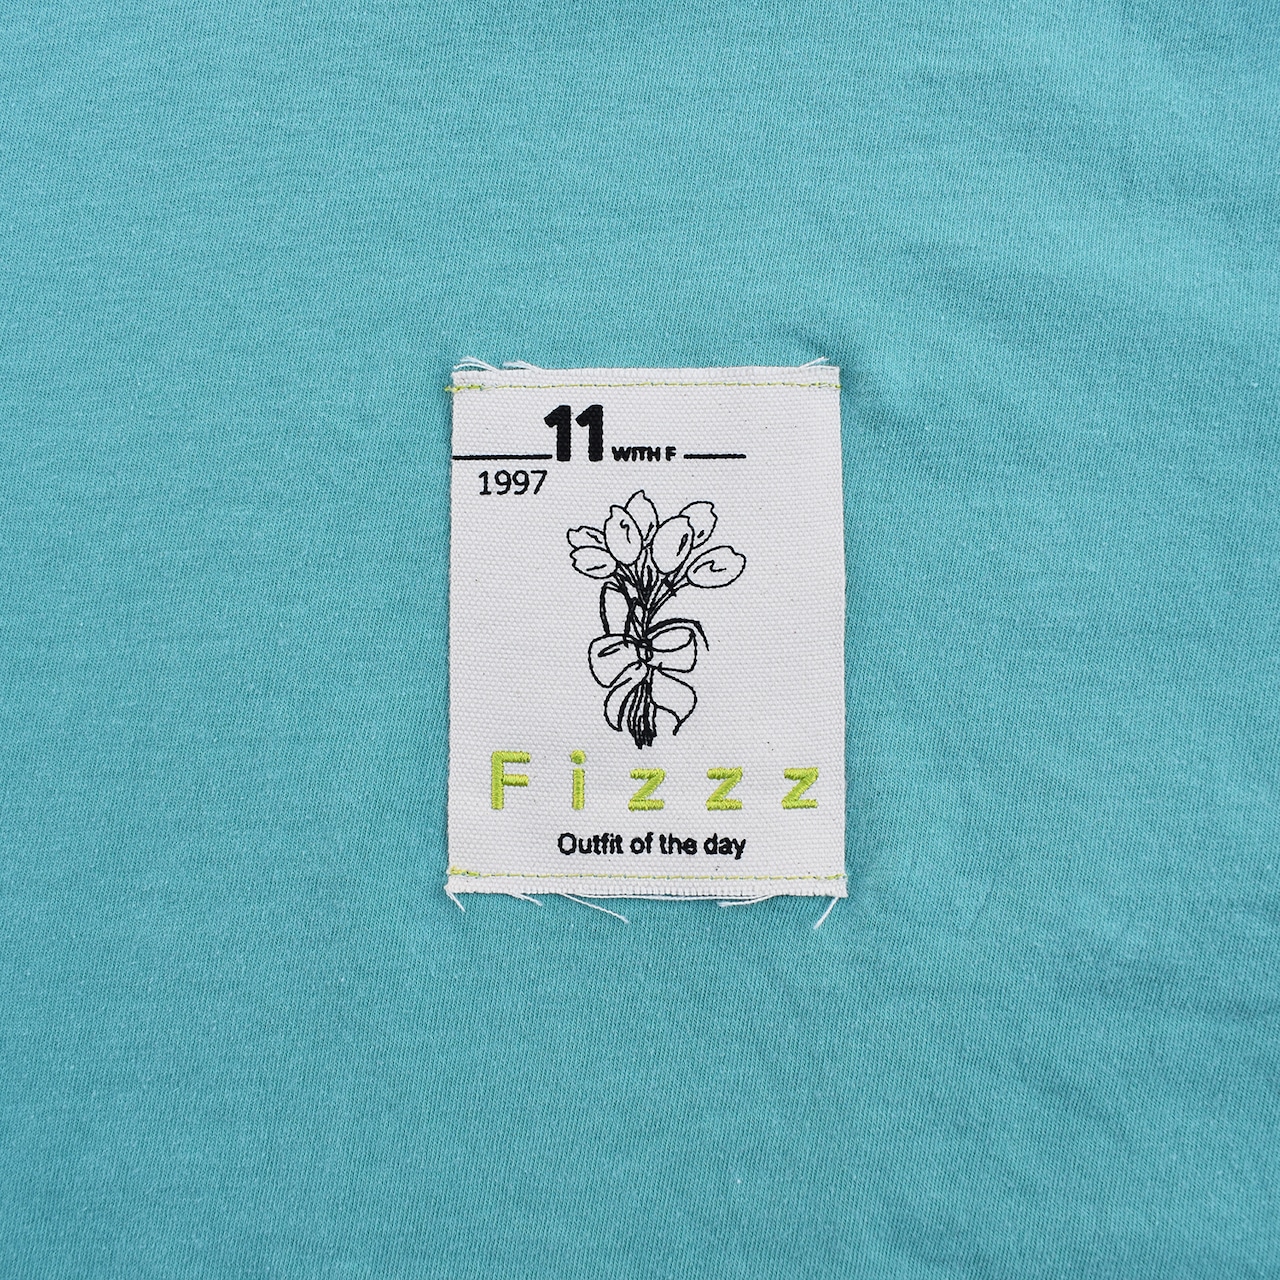 11 WITH F
1997
Fizzz
Outfit of the day